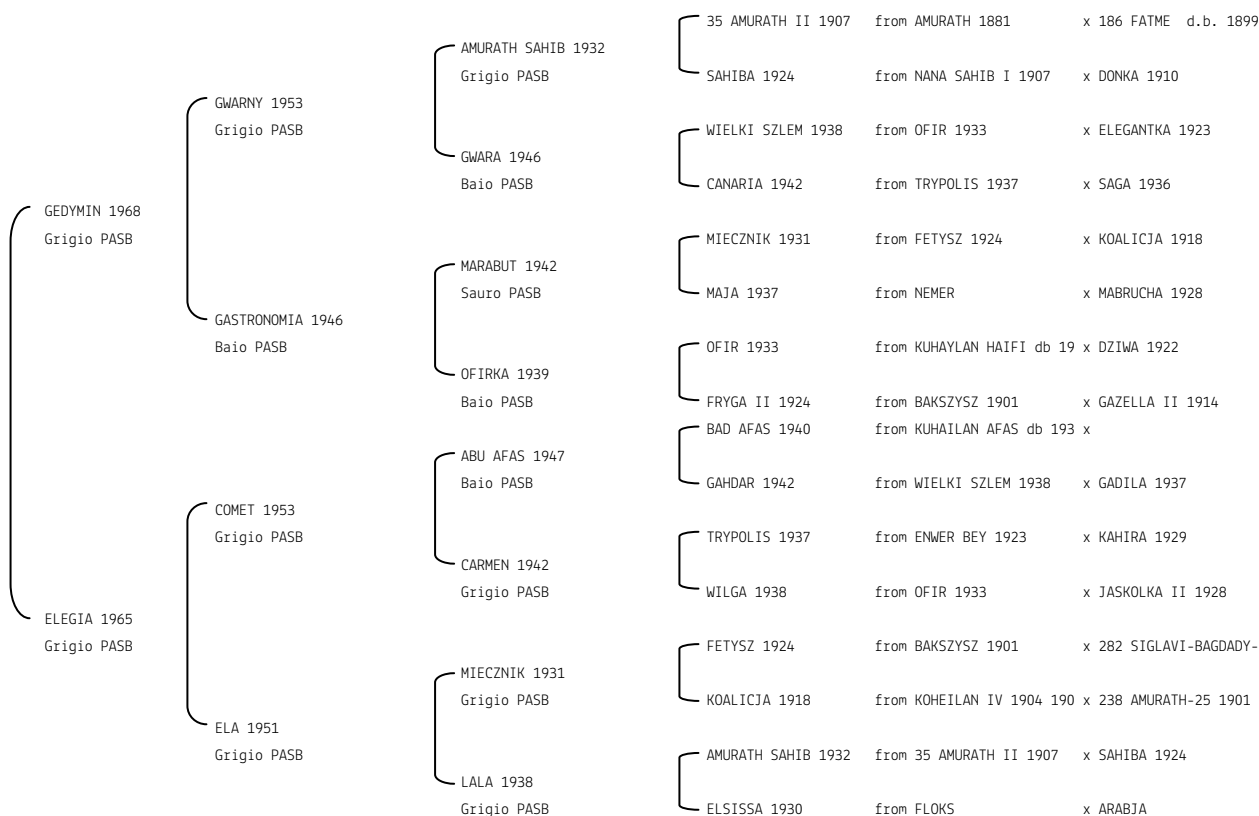 35 AMURATH II 1907 from AMURATH 1881 x 186 FATME d.b. 1899
AMURATH SAHIB 1932
Grigio PASB SAHIBA 1924 from NANA SAHIB I 1907 x DONKA 1910
GWARNY 1953
Grigio PASB WIELKI SZLEM 1938 from OFIR 1933 x ELEGANTKA 1923
GWARA 1946
Baio PASB CANARIA 1942 from TRYPOLIS 1937 x SAGA 1936
GEDYMIN 1968
Grigio PASB MIECZNIK 1931 from FETYSZ 1924 x KOALICJA 1918
MARABUT 1942
Sauro PASB MAJA 1937 from NEMER x MABRUCHA 1928
GASTRONOMIA 1946
Baio PASB OFIR 1933 from KUHAYLAN HAIFI db 19 x DZIWA 1922
OFIRKA 1939
Baio PASB FRYGA II 1924 from BAKSZYSZ 1901 x GAZELLA II 1914
BAD AFAS 1940 from KUHAILAN AFAS db 193 x
ABU AFAS 1947
Baio PASB GAHDAR 1942 from WIELKI SZLEM 1938 x GADILA 1937
COMET 1953
Grigio PASB TRYPOLIS 1937 from ENWER BEY 1923 x KAHIRA 1929
CARMEN 1942
Grigio PASB WILGA 1938 from OFIR 1933 x JASKOLKA II 1928
ELEGIA 1965
Grigio PASB FETYSZ 1924 from BAKSZYSZ 1901 x 282 SIGLAVI-BAGDADY-
MIECZNIK 1931
Grigio PASB KOALICJA 1918 from KOHEILAN IV 1904 190 x 238 AMURATH-25 1901
ELA 1951
Grigio PASB AMURATH SAHIB 1932 from 35 AMURATH II 1907 x SAHIBA 1924
LALA 1938
Grigio PASB ELSISSA 1930 from FLOKS x ARABJA